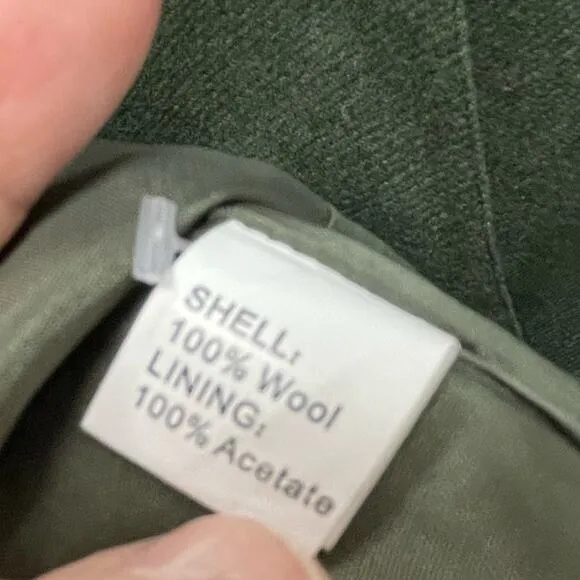 SHELL:
100% Wool
LINING:
100% Acetate